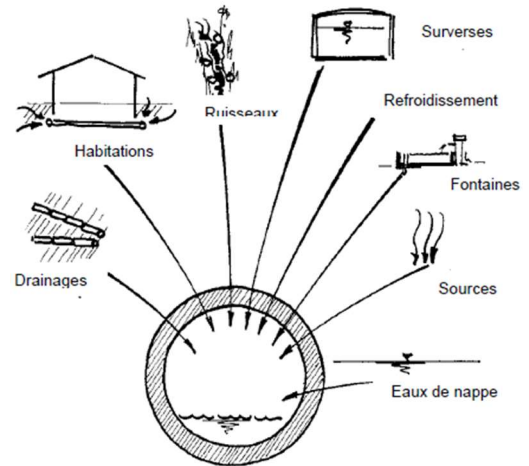 Surverses
Refroidissement
Ruisseaux
Habitations
Fontaines
Drainages
Sources
Eaux de nappe